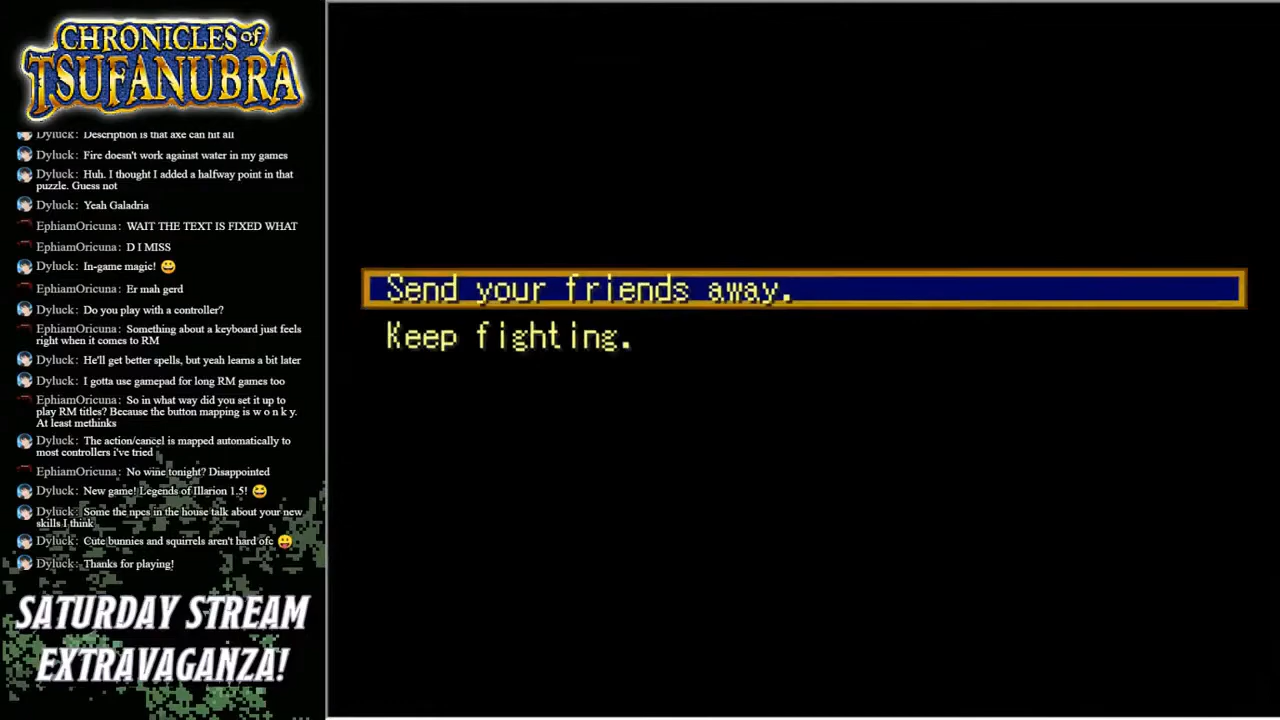 CHRONICLES of
TSUFANUBRA
Dyluck: Description is that axe can hit all
Dyluck: Fire doesn't work against water in my games
Dyluck: Huh. I thought I added a halfway point in that
puzzle. Guess not
Dyluck: Yeah Galadria
EphiamOricuna: WAIT THE TEXT IS FIXED WHAT
EphiamOricuna: D I MISS
Dyluck: In-game magic! 😀
EphiamOricuna: Er mah gerd
Dyluck: Do you play with a controller?
EphiamOricuna: Something about a keyboard just feels
right when it comes to RM
Dyluck: He'll get better spells, but yeah learns a bit later
Dyluck: I gotta use gamepad for long RM games too
EphiamOricuna: So in what way did you set it up to
play RM titles? Because the button mapping is w o n k y.
At least methinks
Dyluck: The action/cancel is mapped automatically to
most controllers i've tried
EphiamOricuna: No wine tonight? Disappointed
Dyluck: New game! Legends of Illarion 1.5! 😆
Dyluck: Some the npcs in the house talk about your new
skills I think
Dyluck: Cute bunnies and squirrels aren't hard ofc 😛
Dyluck: Thanks for playing!
SATURDAY STREAM
EXTRAVAGANZA!
Send your friends away.
Keep fighting.